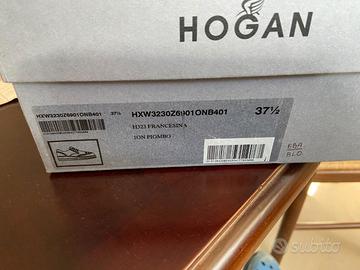 HOGAN
HXW3230Z6901ONB401 37½
HXW3230Z6901ONB401 37½
H323 FRANCESINA
ION PIOMBO
subito